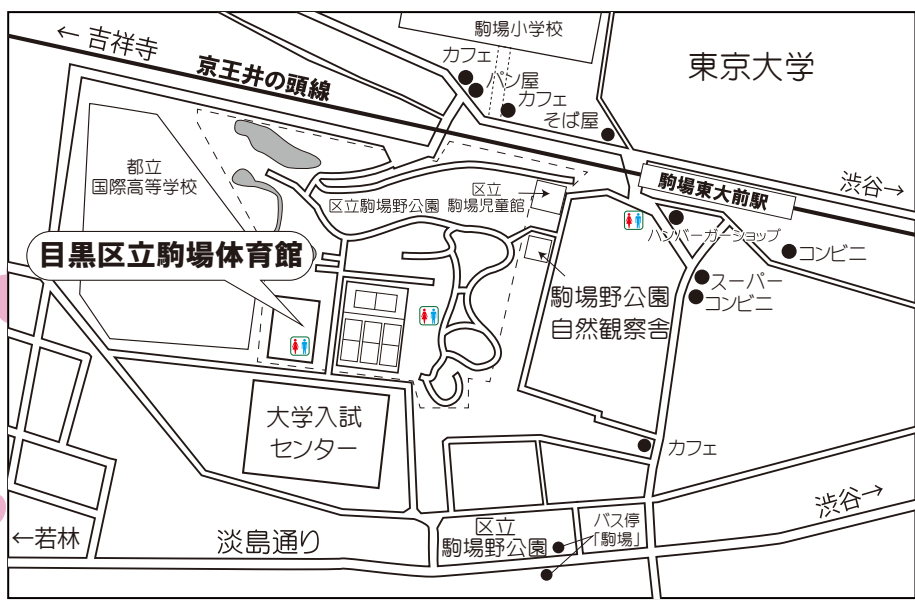 駒場小学校
← 吉祥寺
カフェ
京王井の頭線
パン屋
東京大学
カフェ
そば屋
都立
国際高等学校
区立
駒場児童館
区立駒場野公園
駒場東大前駅
渋谷→
ハンバーガーショップ
目黒区立駒場体育館
コンビニ
スーパー
コンビニ
駒場野公園
自然観察舎
大学入試
センター
カフェ
渋谷→
←若林
淡島通り
区立
駒場野公園
バス停
「駒場」